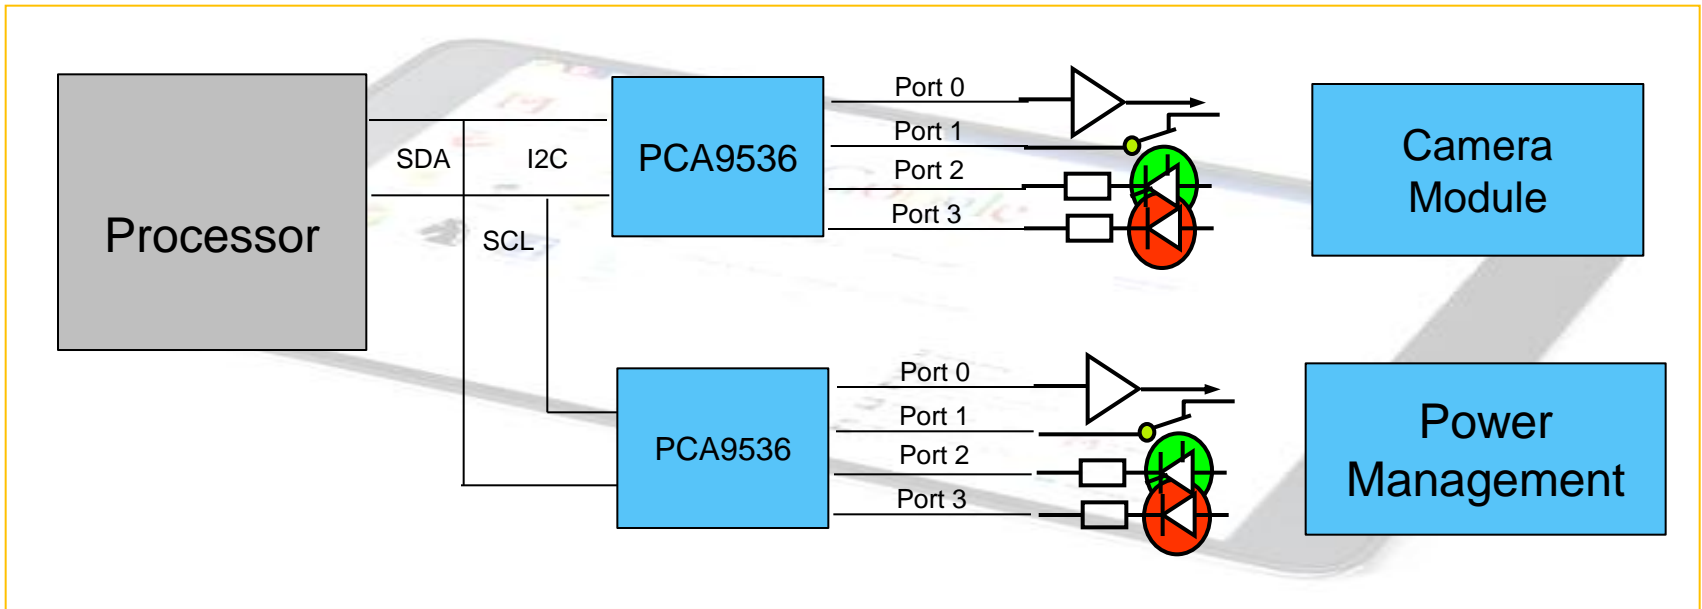 Processor
SDA
I2C
SCL
PCA9536
Port 0
Port 1
Port 2
Port 3
Camera
Module
PCA9536
Port 0
Port 1
Port 2
Port 3
Power
Management